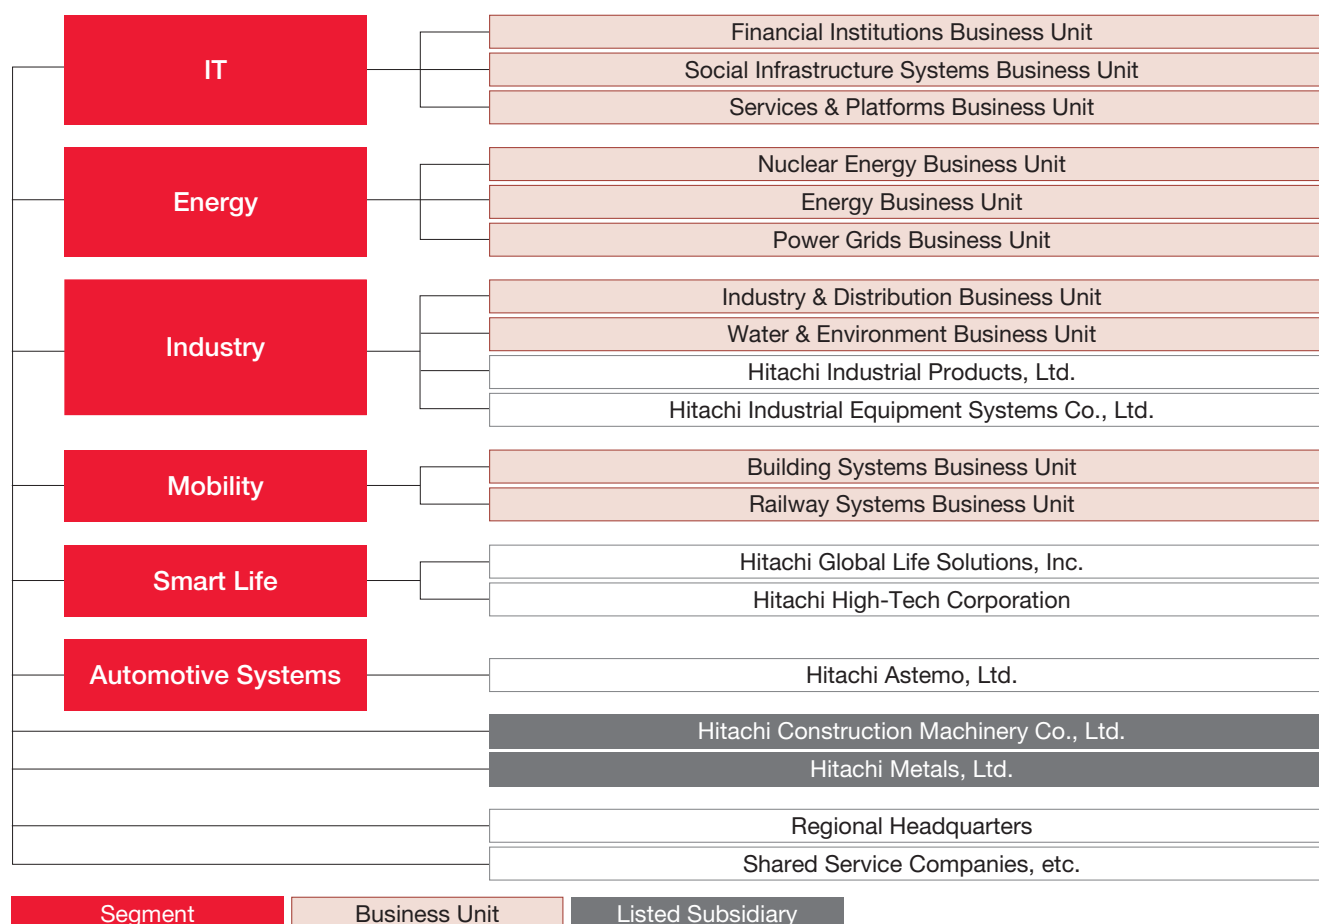 IT
Financial Institutions Business Unit
Social Infrastructure Systems Business Unit
Services & Platforms Business Unit
Energy
Nuclear Energy Business Unit
Energy Business Unit
Power Grids Business Unit
Industry
Industry & Distribution Business Unit
Water & Environment Business Unit
Hitachi Industrial Products, Ltd.
Hitachi Industrial Equipment Systems Co., Ltd.
Mobility
Building Systems Business Unit
Railway Systems Business Unit
Smart Life
Hitachi Global Life Solutions, Inc.
Hitachi High-Tech Corporation
Automotive Systems
Hitachi Astemo, Ltd.
Hitachi Construction Machinery Co., Ltd.
Hitachi Metals, Ltd.
Regional Headquarters
Shared Service Companies, etc.
Segment
Business Unit
Listed Subsidiary